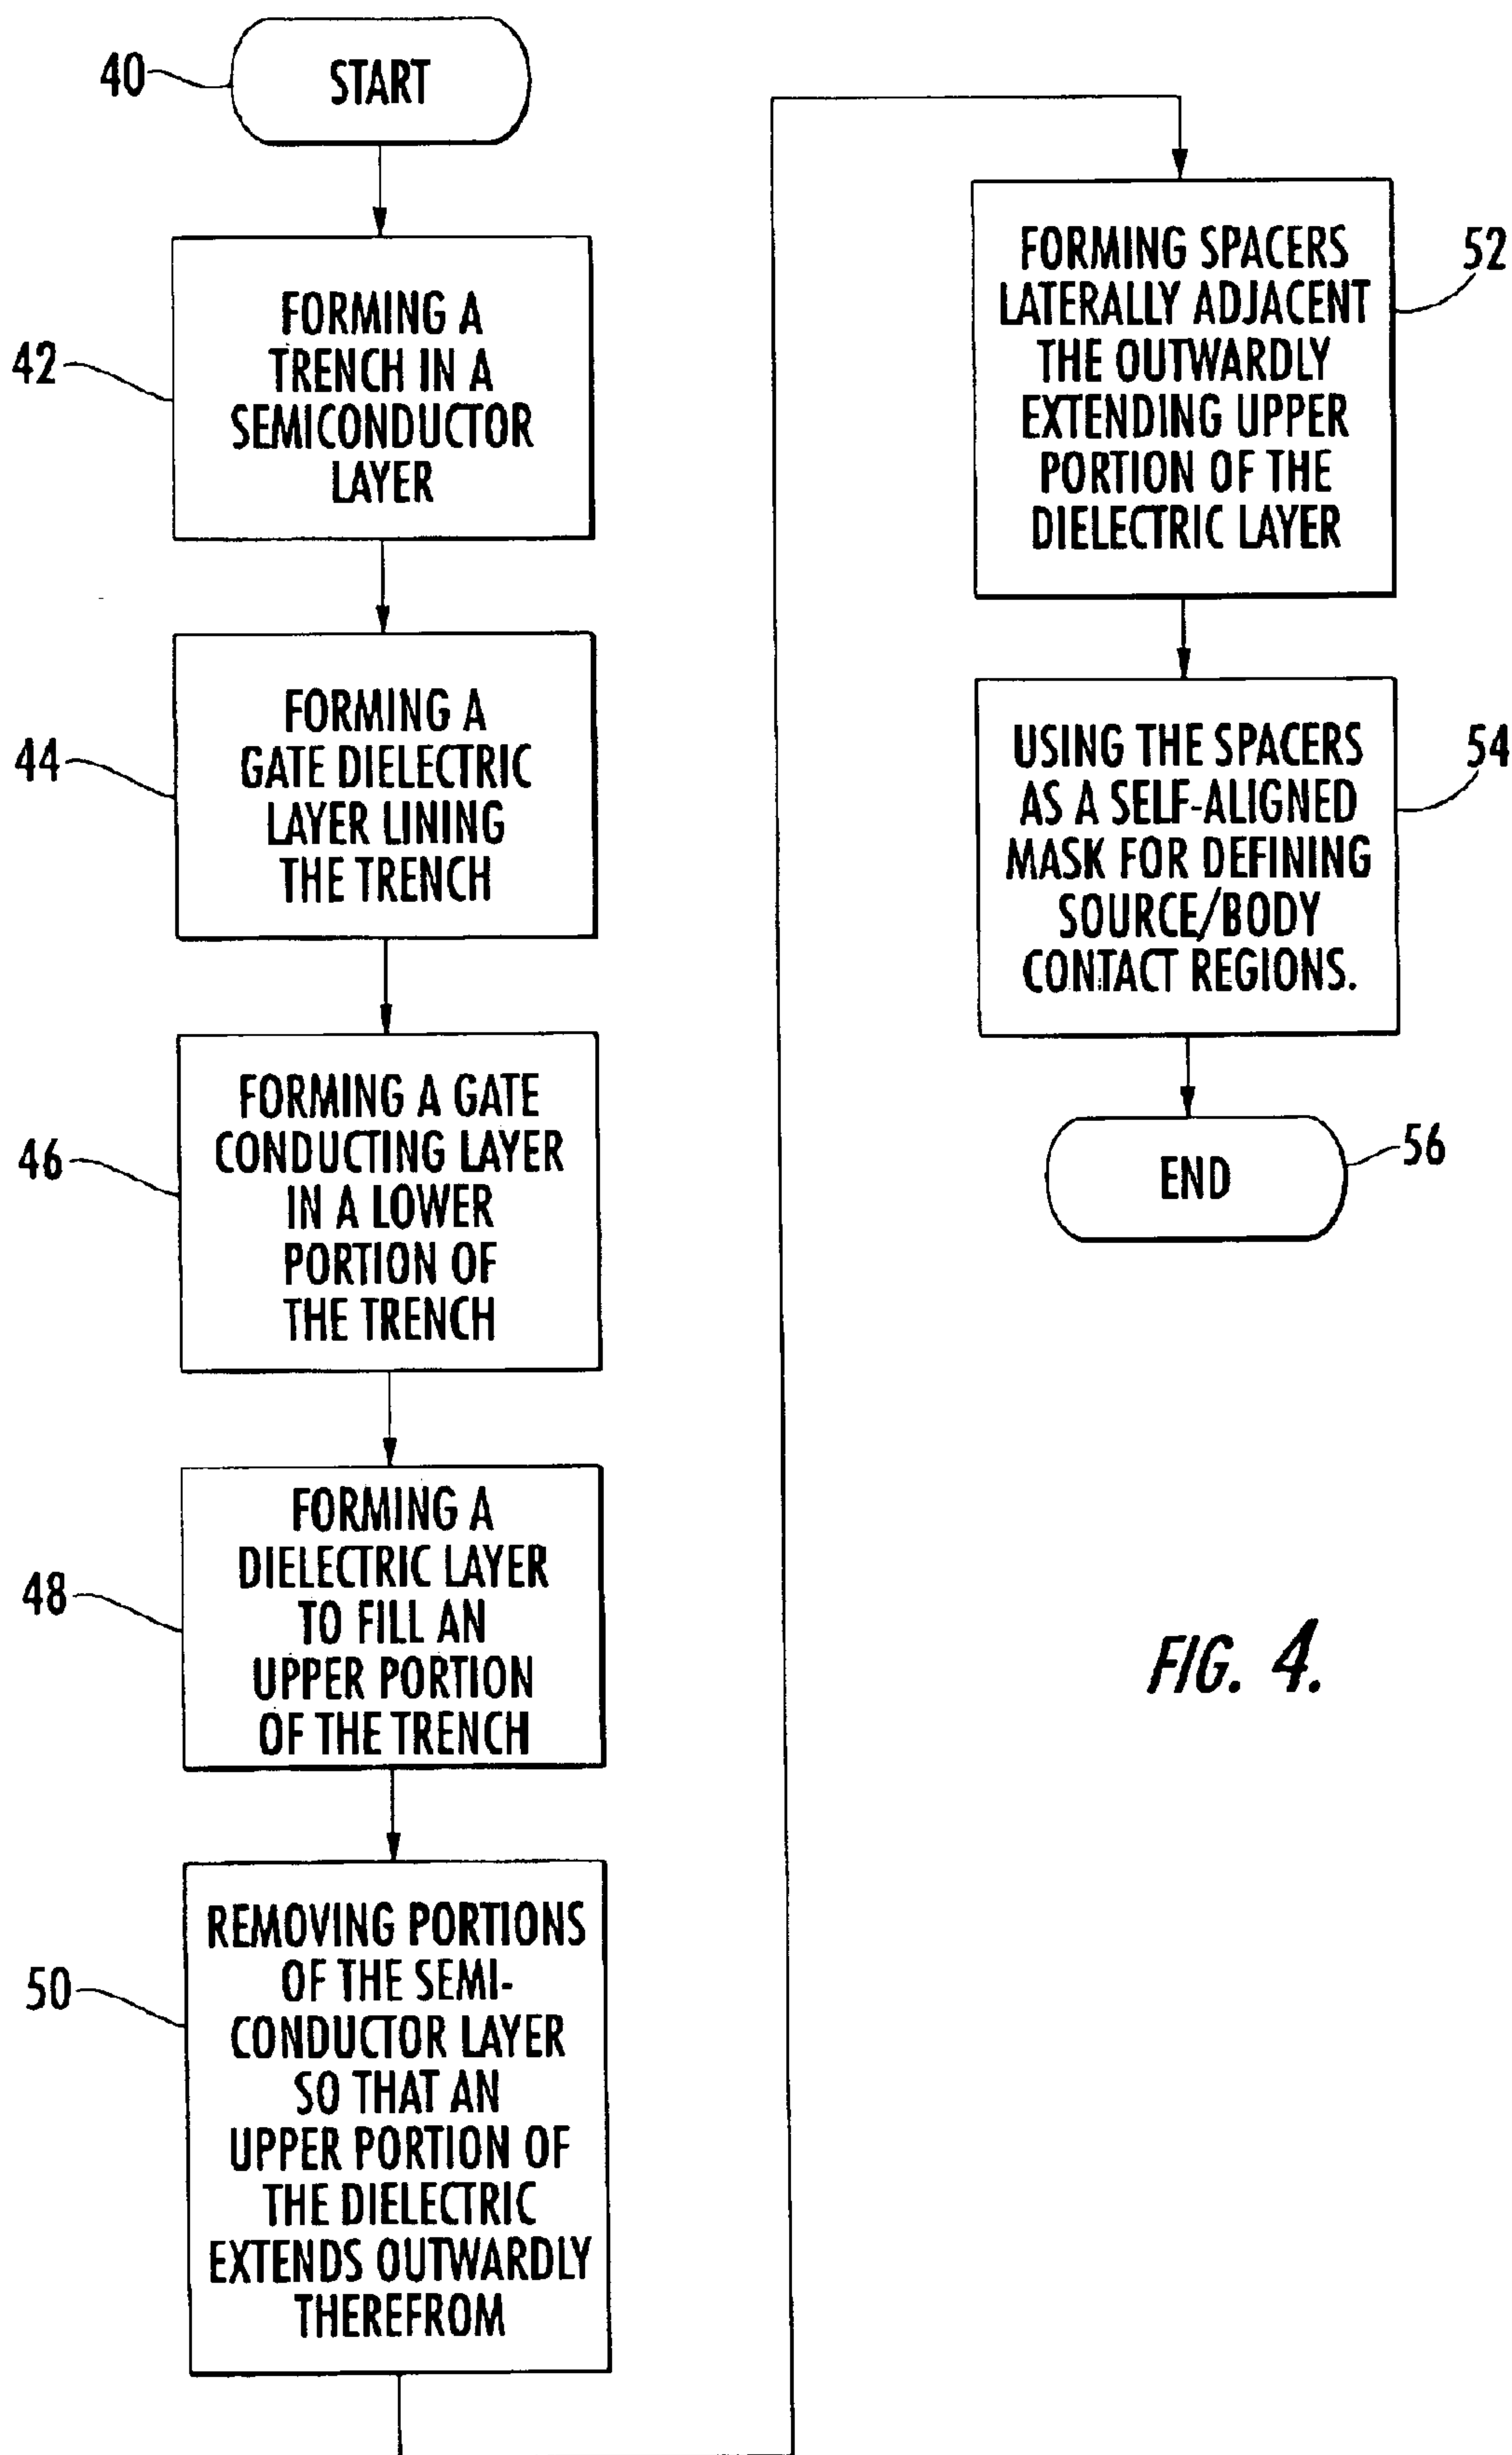 40
START
42
FORMING A
TRENCH IN A
SEMICONDUCTOR
LAYER
44
FORMING A
GATE DIELECTRIC
LAYER LINING
THE TRENCH
46
FORMING A GATE
CONDUCTING LAYER
IN A LOWER
PORTION OF
THE TRENCH
48
FORMING A
DIELECTRIC LAYER
TO FILL AN
UPPER PORTION
OF THE TRENCH
50
REMOVING PORTIONS
OF THE SEMI-
CONDUCTOR LAYER
SO THAT AN
UPPER PORTION OF
THE DIELECTRIC
EXTENDS OUTWARDLY
THEREFROM
52
FORMING SPACERS
LATERALLY ADJACENT
THE OUTWARDLY
EXTENDING UPPER
PORTION OF THE
DIELECTRIC LAYER
54
USING THE SPACERS
AS A SELF-ALIGNED
MASK FOR DEFINING
SOURCE/BODY
CONTACT REGIONS.
56
END
FIG. 4.